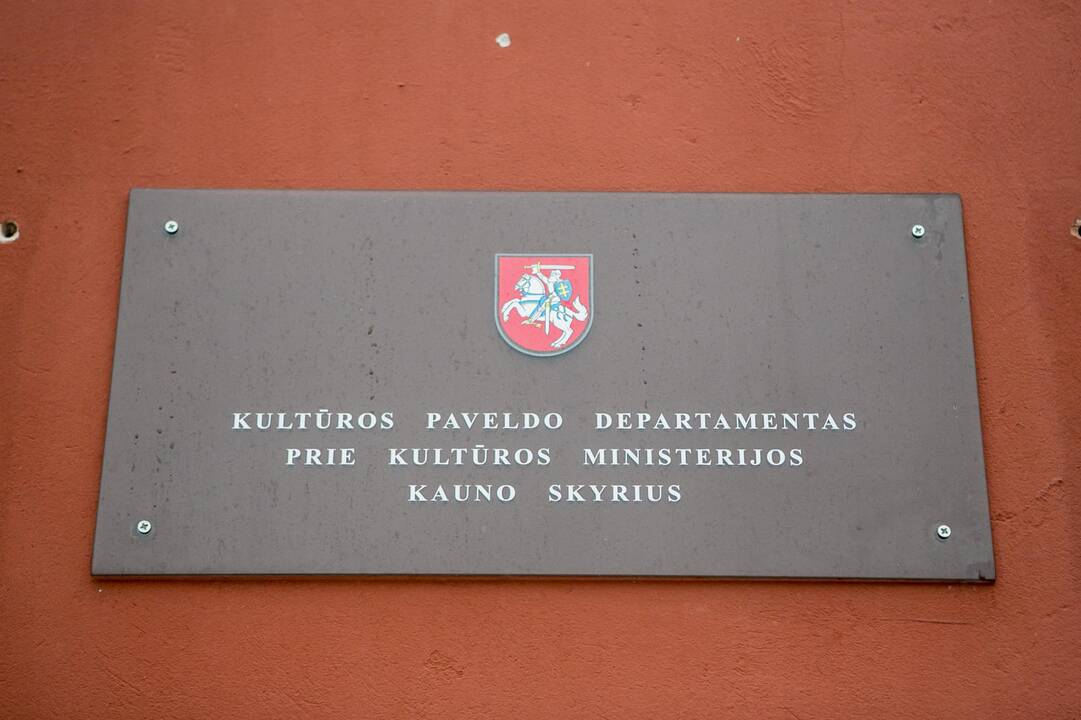 KULTŪROS PAVELDO DEPARTAMENTAS
PRIE KULTŪROS MINISTERIJOS
KAUNO SKYRIUS